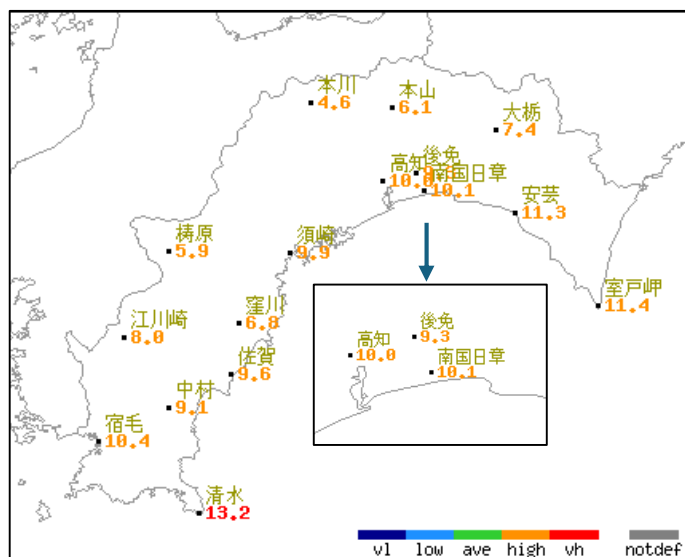 本川
4.6
本山
6.1
大栃
7.4
高知
10.0
後免
9.3
南国日章
10.1
安芸
11.3
梼原
5.9
須崎
9.9
室戸岬
11.4
江川崎
8.0
窪川
6.8
佐賀
9.6
中村
9.1
宿毛
10.4
清水
13.2
後免
9.3
高知
10.0
南国日章
10.1
vl low ave high vh notdef